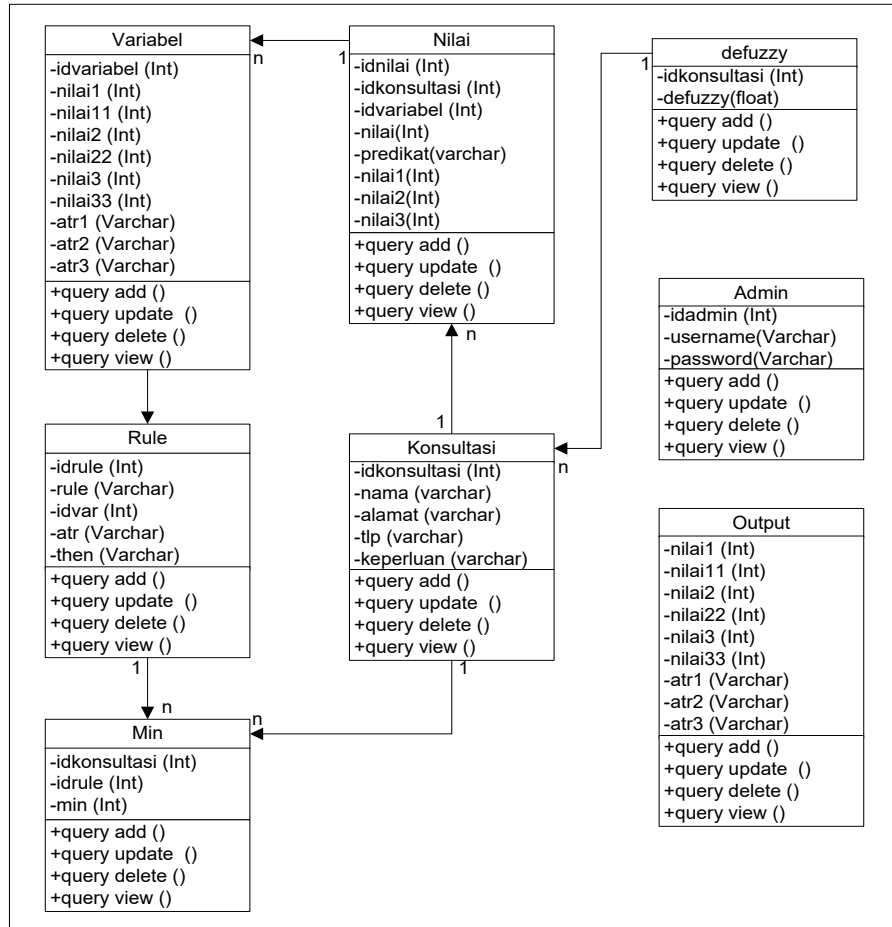 Variabel
-idvariabel (Int)
-nilai1 (Int)
-nilai11 (Int)
-nilai2 (Int)
-nilai22 (Int)
-nilai3 (Int)
-nilai33 (Int)
-atr1 (Varchar)
-atr2 (Varchar)
-atr3 (Varchar)
+query add ()
+query update ()
+query delete ()
+query view ()
n
1
Nilai
-idnilai (Int)
-idkonsultasi (Int)
-idvariabel (Int)
-nilai(Int)
-predikat(varchar)
-nilai1(Int)
-nilai2(Int)
-nilai3(Int)
+query add ()
+query update ()
+query delete ()
+query view ()
n
1
1
defuzzy
-idkonsultasi (Int)
-defuzzy(float)
+query add ()
+query update ()
+query delete ()
+query view ()
Admin
-idadmin (Int)
-username(Varchar)
-password(Varchar)
+query add ()
+query update ()
+query delete ()
+query view ()
Rule
-idrule (Int)
-rule (Varchar)
-idvar (Int)
-atr (Varchar)
-then (Varchar)
+query add ()
+query update ()
+query delete ()
+query view ()
1
n
Konsultasi
-idkonsultasi (Int)
-nama (varchar)
-alamat (varchar)
-tlp (varchar)
-keperluan (varchar)
+query add ()
+query update ()
+query delete ()
+query view ()
n
1
n
Output
-nilai1 (Int)
-nilai11 (Int)
-nilai2 (Int)
-nilai22 (Int)
-nilai3 (Int)
-nilai33 (Int)
-atr1 (Varchar)
-atr2 (Varchar)
-atr3 (Varchar)
+query add ()
+query update ()
+query delete ()
+query view ()
Min
-idkonsultasi (Int)
-idrule (Int)
-min (Int)
+query add ()
+query update ()
+query delete ()
+query view ()